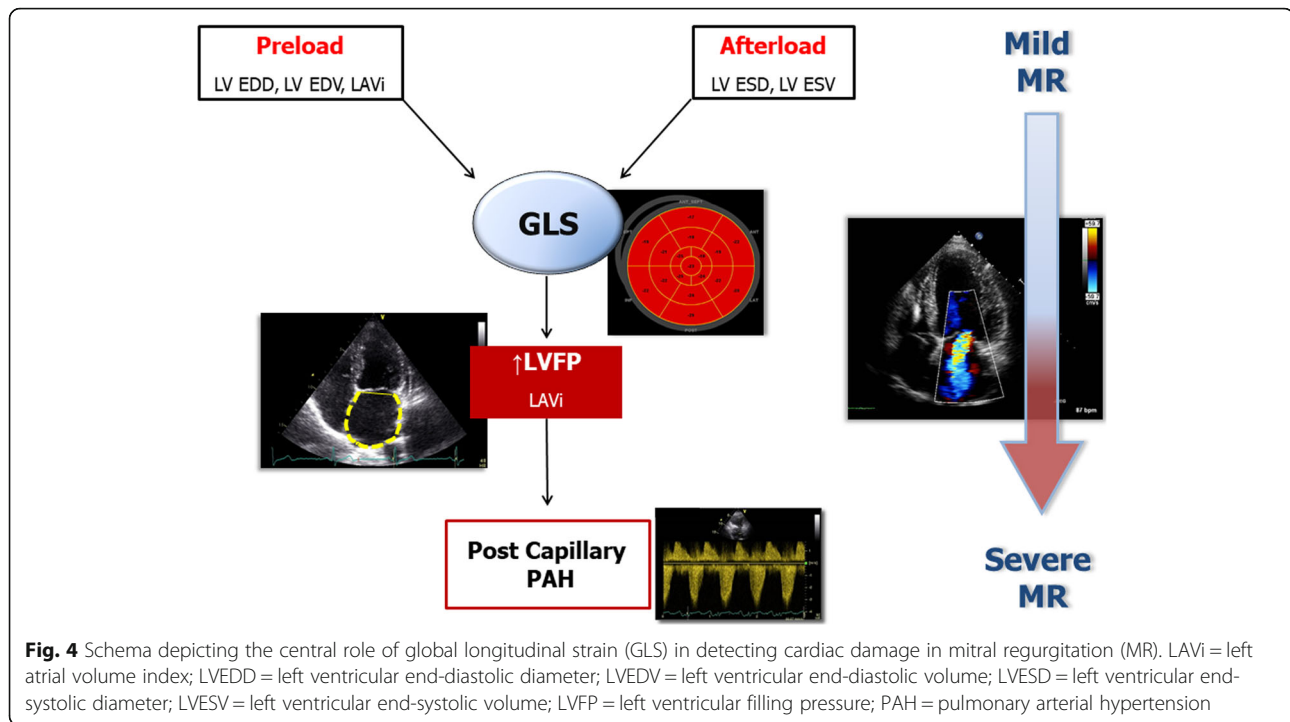 Preload
LV EDD, LV EDV, LAVi
Afterload
LV ESD, LV ESV
Mild
MR
GLS
↑LVFP
LAVi
87 bpm
Post Capillary
PAH
Severe
MR
Fig. 4 Schema depicting the central role of global longitudinal strain (GLS) in detecting cardiac damage in mitral regurgitation (MR). LAVi = left
atrial volume index; LVEDD = left ventricular end-diastolic diameter; LVEDV = left ventricular end-diastolic volume; LVESD = left ventricular end-
systolic diameter; LVESV = left ventricular end-systolic volume; LVFP = left ventricular filling pressure; PAH = pulmonary arterial hypertension